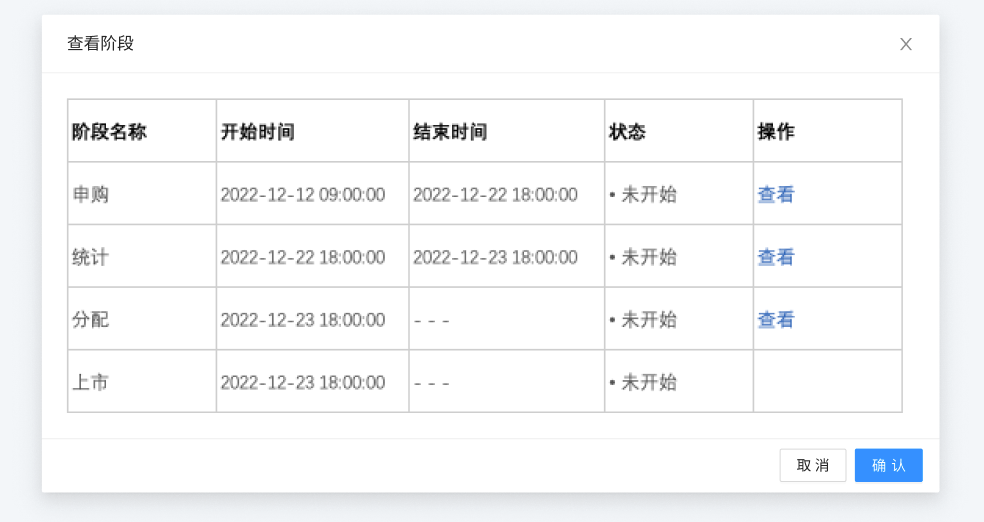 查看阶段
阶段名称 开始时间 结束时间 状态 操作
申购 2022-12-12 09:00:00 2022-12-22 18:00:00 • 未开始 查看
统计 2022-12-22 18:00:00 2022-12-23 18:00:00 • 未开始 查看
分配 2022-12-23 18:00:00 - - - • 未开始 查看
上市 2022-12-23 18:00:00 - - - • 未开始
取 消 确 认